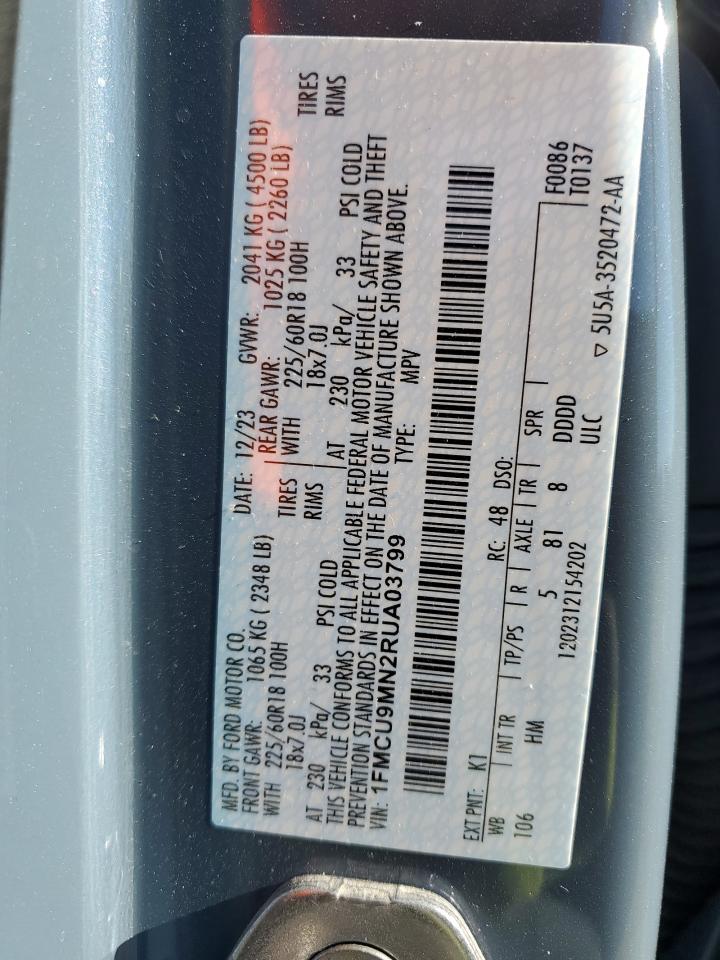 MFD. BY FORD MOTOR CO.
DATE: 12/23 GVWR: 2041 KG ( 4500 LB)
FRONT GAWR: 1065 KG ( 2348 LB) REAR GAWR: 1025 KG ( 2260 LB)
WITH 225/60R18 100H TIRES WITH 225/60R18 100H TIRES
18x7.0J RIMS 18x7.0J RIMS
AT 230 kPa/ 33 PSI COLD AT 230 kPa/ 33 PSI COLD
THIS VEHICLE CONFORMS TO ALL APPLICABLE FEDERAL MOTOR VEHICLE SAFETY AND THEFT
PREVENTION STANDARDS IN EFFECT ON THE DATE OF MANUFACTURE SHOWN ABOVE.
VIN: 1FMCU9MN2RUA03799 TYPE: MPV
EXT PNT: K1 RC: 48 DSO:
WB INT TR TP/PS R AXLE TR SPR F0086
106 HM 5 81 8 DDDD T0137
1202312154202 ULC
▽ 5U5A-3520472-AA